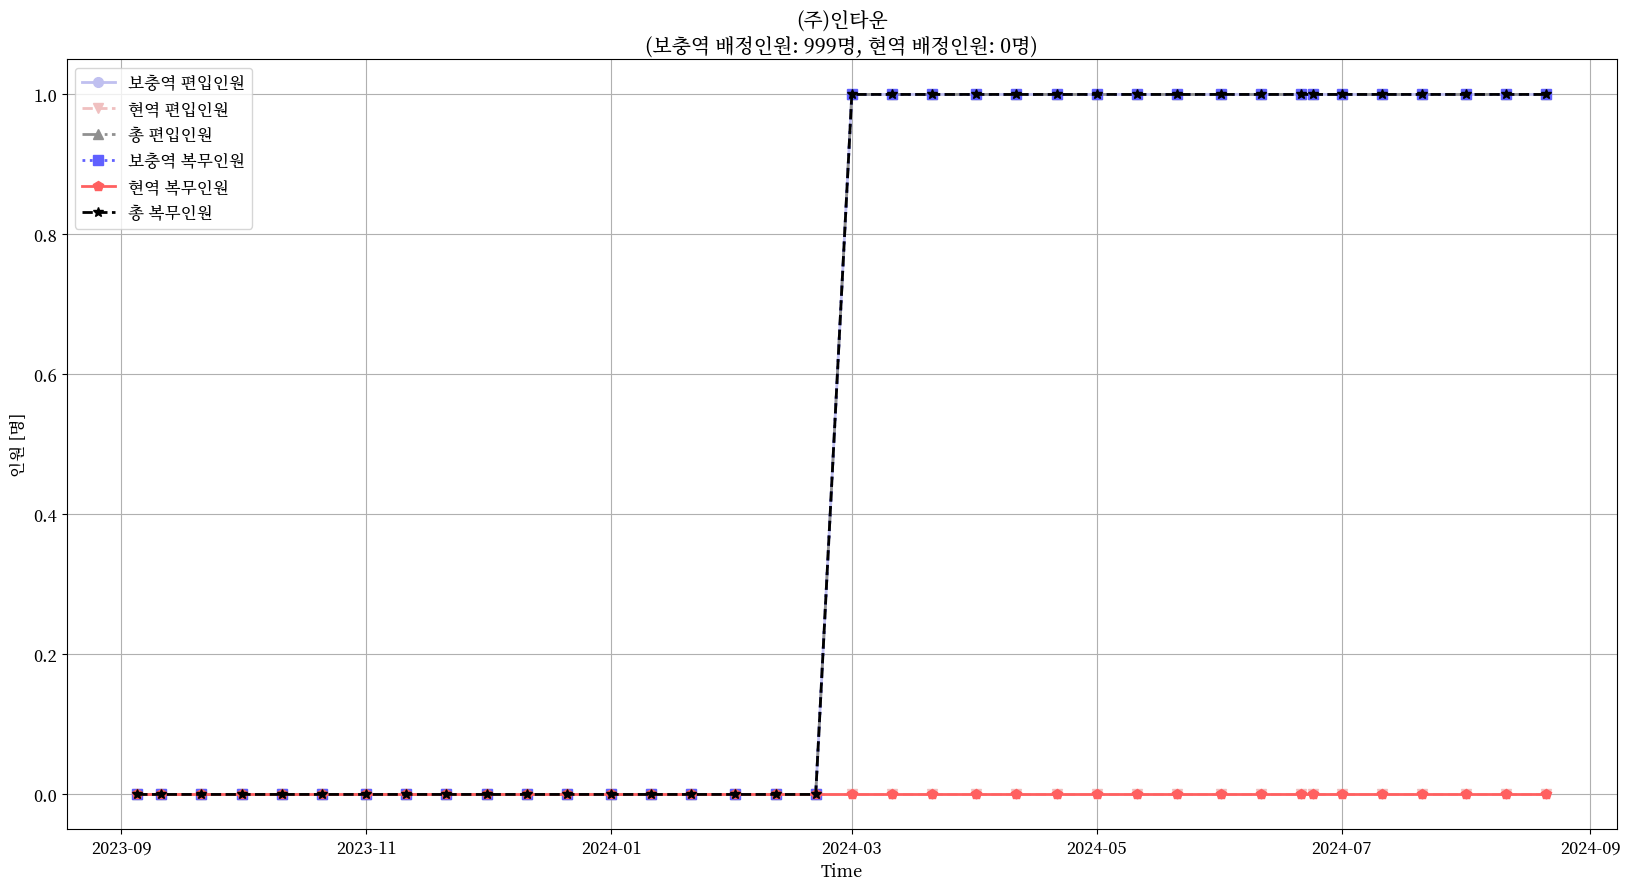 (주)인타운
(보충역 배정인원: 999명, 현역 배정인원: 0명)
보충역 편입인원
현역 편입인원
총 편입인원
보충역 복무인원
현역 복무인원
총 복무인원
인원 [명]
1.0
0.8
0.6
0.4
0.2
0.0
2023-09 2023-11 2024-01 2024-03 2024-05 2024-07 2024-09
Time